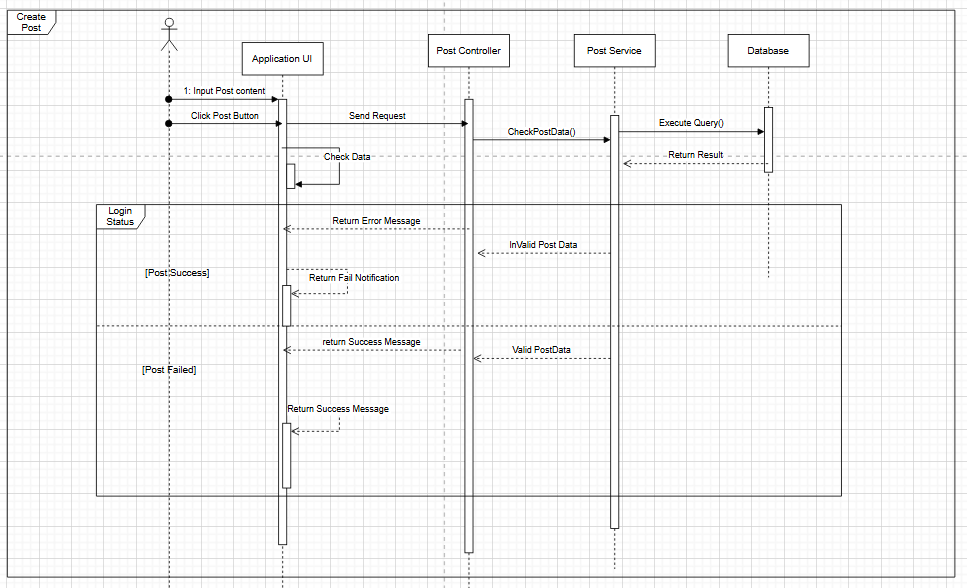 Create
Post
Application UI
Post Controller
Post Service
Database
1: Input Post content
Click Post Button
Send Request
CheckPostData()
Execute Query()
Return Result
Check Data
Login
Status
Return Error Message
InValid Post Data
[Post Success]
Return Fail Notification
return Success Message
Valid PostData
[Post Failed]
Return Success Message